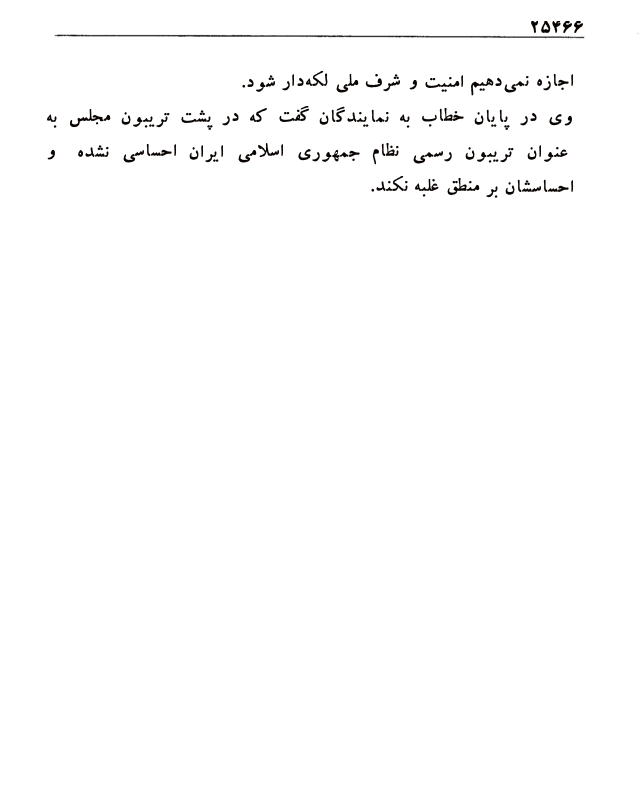 ۲۵۴۶۶
اجازه نمی‌دهیم امنیت و شرف ملی لکه‌دار شود.
وی در پایان خطاب به نمایندگان گفت که در پشت تریبون مجلس به
عنوان تریبون رسمی نظام جمهوری اسلامی ایران احساسی نشده و
احساسشان بر منطق غلبه نکند.